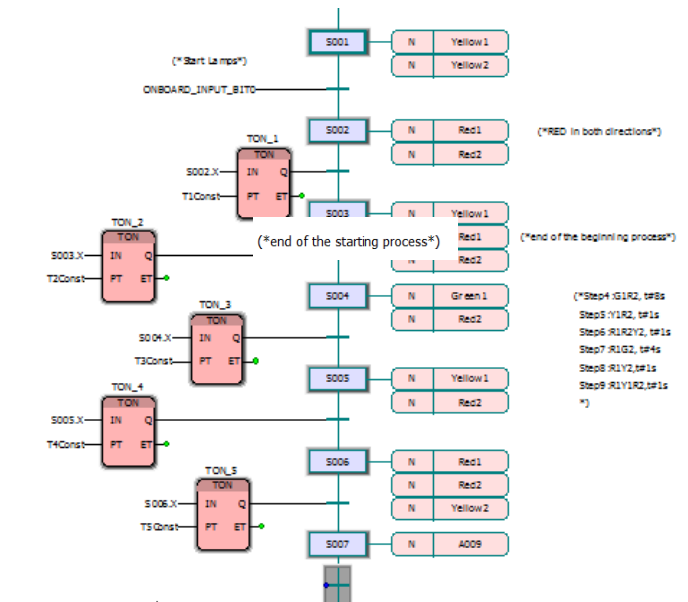 S001 N Yellow1
N Yellow2
(*Start Lamps*)
ONBOARD_INPUT_BIT0
S002 N Red1 (*RED in both directions*)
N Red2
TON_1
TON
S002.X IN Q
T1Const PT ET
S003 N Yellow1
Red1 (*end of the beginning process*)
N Red2
(*end of the starting process*)
TON_2
TON
S003.X IN Q
T2Const PT ET
S004 N Green1 (*Step4:G1R2, t#8s
N Red2 Step5:Y1R2, t#1s
Step6:R1R2Y2, t#1s
Step7:R1G2, t#4s
Step8:R1Y2,t#1s
Step9:R1Y1R2,t#1s
*)
TON_3
TON
S004.X IN Q
T3Const PT ET
S005 N Yellow1
N Red2
TON_4
TON
S005.X IN Q
T4Const PT ET
S006 N Red1
N Red2
N Yellow2
TON_5
TON
S006.X IN Q
T5Const PT ET
S007 N A009